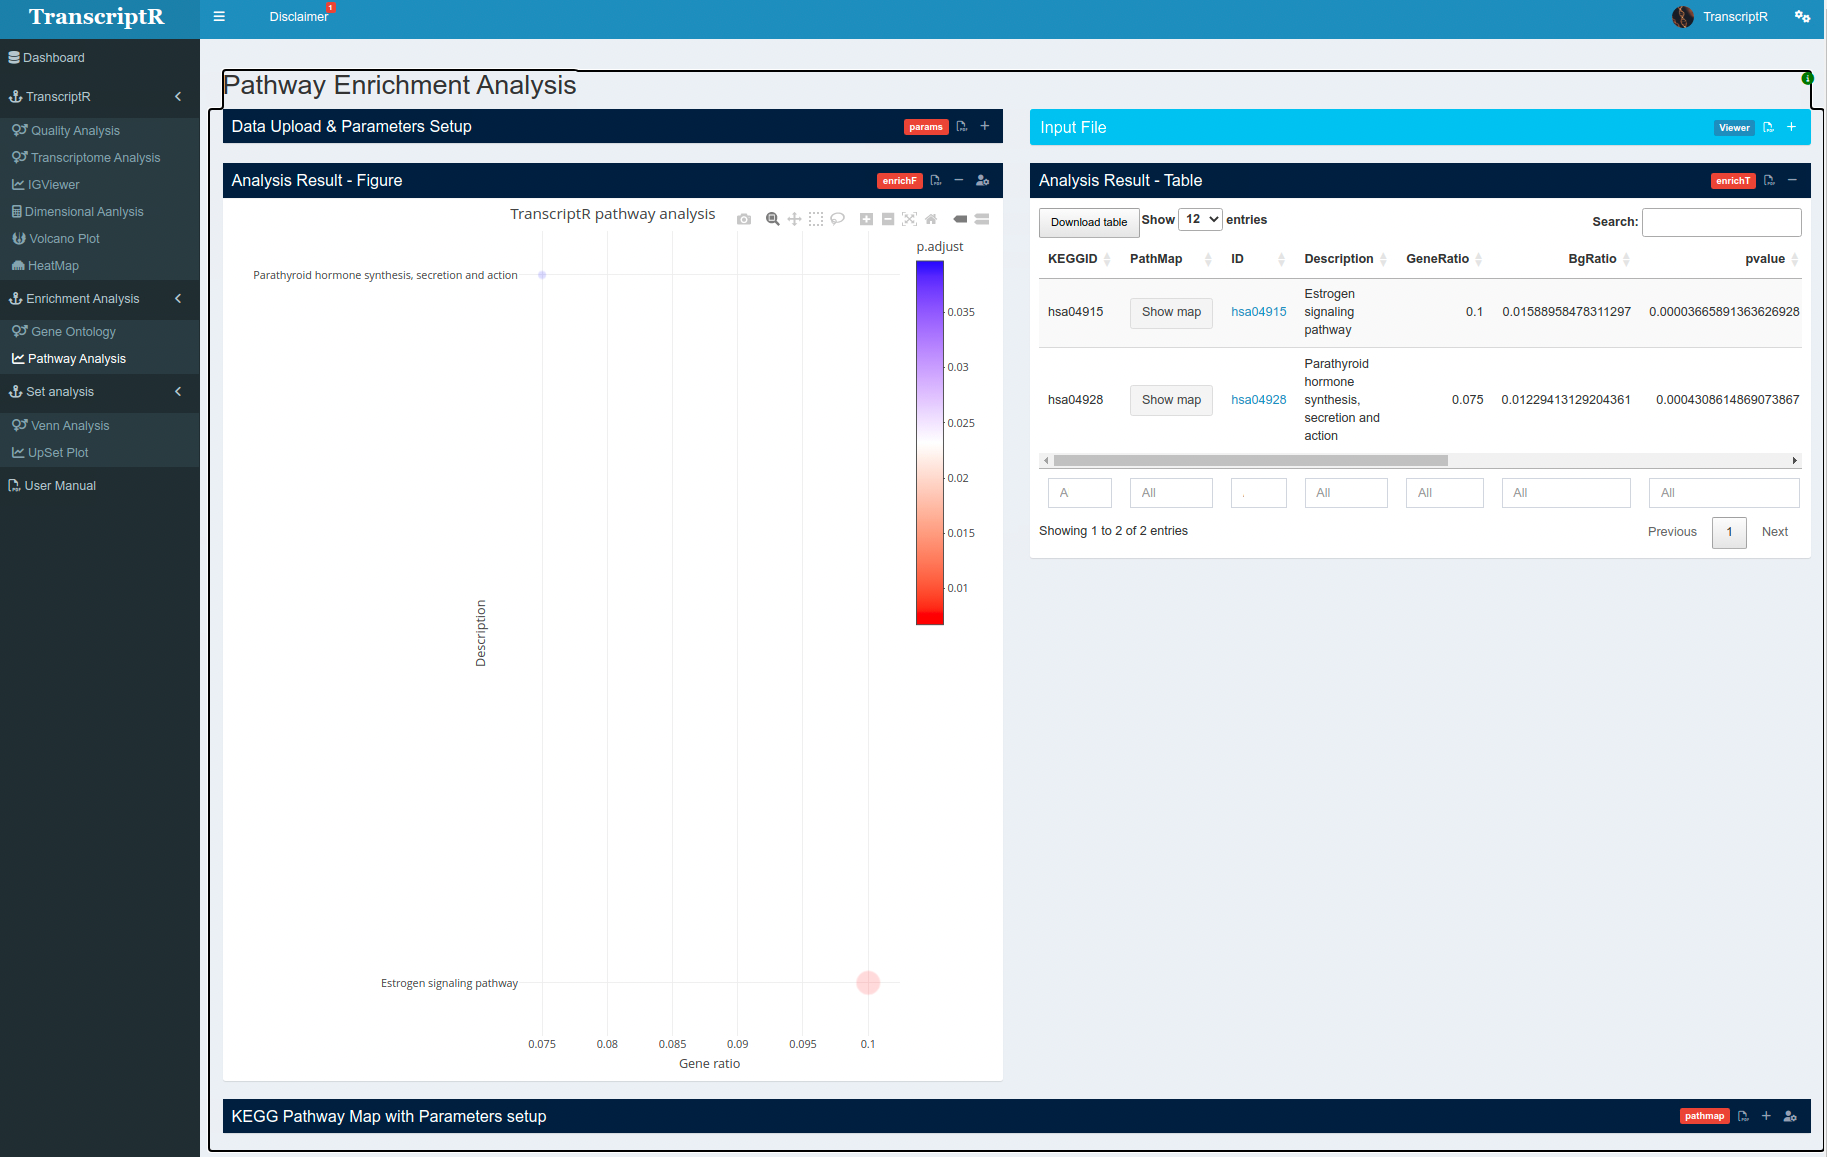 TranscriptR
Disclaimer
1
TranscriptR
Dashboard
TranscriptR
Quality Analysis
Transcriptome Analysis
IGViewer
Dimensional Aanlysis
Volcano Plot
HeatMap
Enrichment Analysis
Gene Ontology
Pathway Analysis
Set analysis
Venn Analysis
UpSet Plot
User Manual
Pathway Enrichment Analysis
Data Upload & Parameters Setup
params
Input File
Viewer
Analysis Result - Figure
enrichF
TranscriptR pathway analysis
p.adjust
0.035
0.03
0.025
0.02
0.015
0.01
Parathyroid hormone synthesis, secretion and action
Description
Estrogen signaling pathway
0.075 0.08 0.085 0.09 0.095 0.1
Gene ratio
Analysis Result - Table
enrichT
Download table Show 12 entries
Search:
KEGGID PathMap ID Description GeneRatio BgRatio pvalue
hsa04915 Show map hsa04915 Estrogen signaling pathway 0.1 0.01588958478311297 0.00003665891363626928
hsa04928 Show map hsa04928 Parathyroid hormone synthesis, secretion and action 0.075 0.01229413129204361 0.0004308614869073867
A All . All All All All
Showing 1 to 2 of 2 entries
Previous 1 Next
KEGG Pathway Map with Parameters setup
pathmap